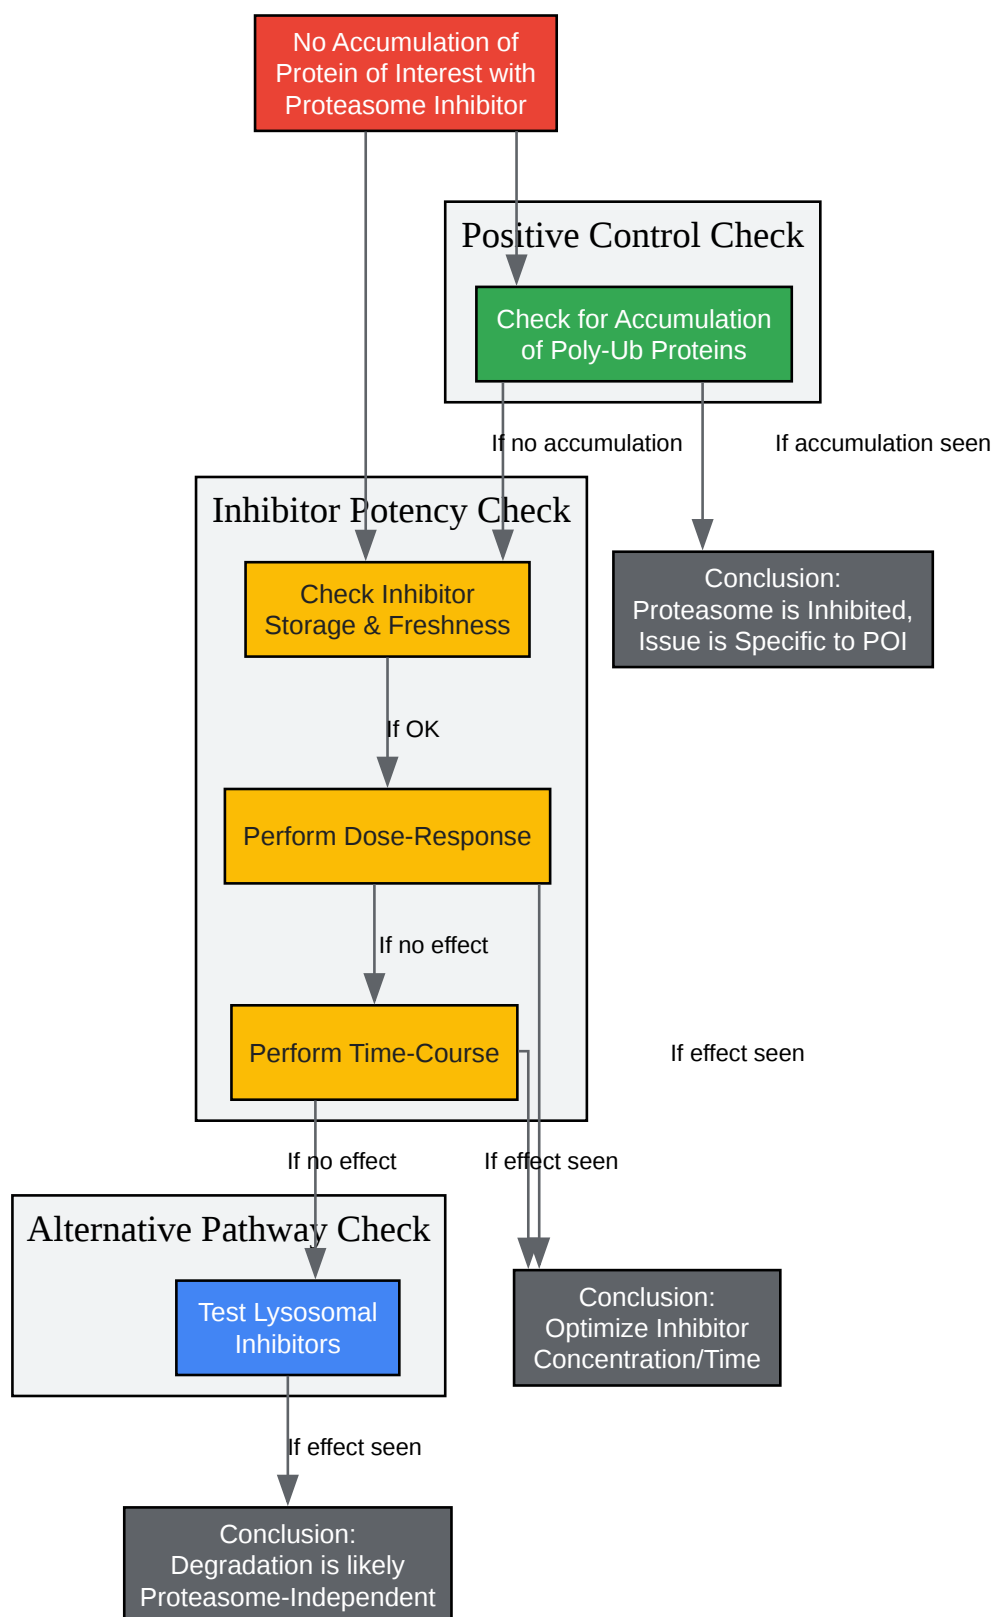 No Accumulation of
Protein of Interest with
Proteasome Inhibitor
Positive Control Check
Check for Accumulation
of Poly-Ub Proteins
If no accumulation
If accumulation seen
Inhibitor Potency Check
Check Inhibitor
Storage & Freshness
Conclusion:
Proteasome is Inhibited,
Issue is Specific to POI
If OK
Perform Dose-Response
If no effect
Perform Time-Course
If effect seen
If no effect
If effect seen
Alternative Pathway Check
Test Lysosomal
Inhibitors
Conclusion:
Optimize Inhibitor
Concentration/Time
If effect seen
Conclusion:
Degradation is likely
Proteasome-Independent